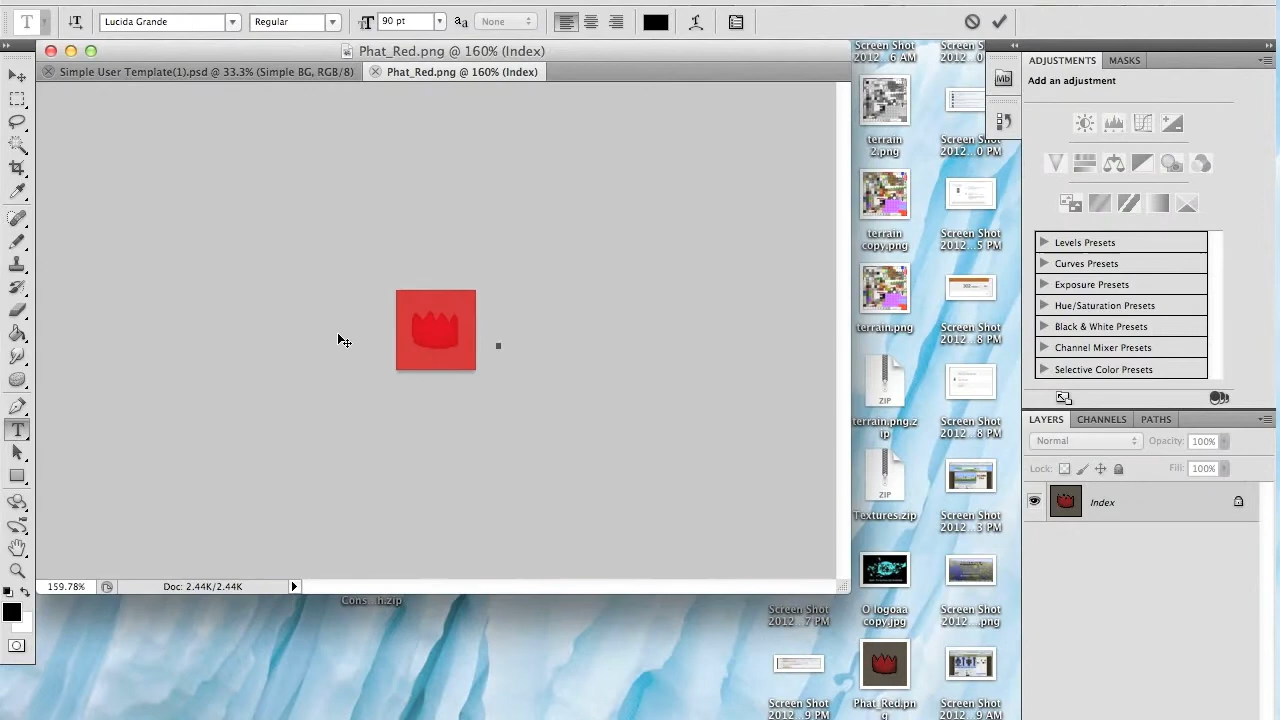 T
Lucida Grande
Regular
T
90 pt
aa
None
Phat_Red.png @ 160% (Index)
Simple User Template(1).psd @ 33.3% (Simple BG, RGB/8)
Phat_Red.png @ 160% (Index)
Screen Shot
2012...6 AM
terrain
2.png
Screen Shot
2012...0 PM
terrain
copy.png
Screen Shot
2012...5 PM
terrain.png
Screen Shot
2012...8 PM
ZIP
terrain.png.z
ip
Screen Shot
2012...8 PM
ZIP
Textures.zip
Screen Shot
2012...3 PM
O logoaa
copy.jpg
Screen Shot
2012....png
Screen Shot
2012...7 PM
Screen Shot
2012...9 PM
Phat_Red.pn
g
Screen Shot
2012...9 AM
Cons...h.zip
159.78%
Doc: 2.44K/2.44K
Mb
ADJUSTMENTS
MASKS
Add an adjustment
Levels Presets
Curves Presets
Exposure Presets
Hue/Saturation Presets
Black & White Presets
Channel Mixer Presets
Selective Color Presets
LAYERS
CHANNELS
PATHS
Normal
Opacity: 100%
Lock:
Fill: 100%
Index